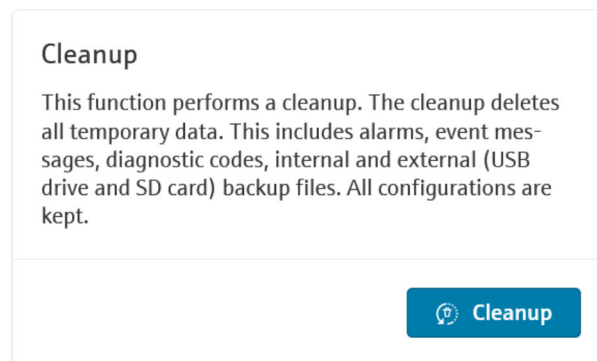 Cleanup
This function performs a cleanup. The cleanup deletes
all temporary data. This includes alarms, event mes-
sages, diagnostic codes, internal and external (USB
drive and SD card) backup files. All configurations are
kept.
Cleanup